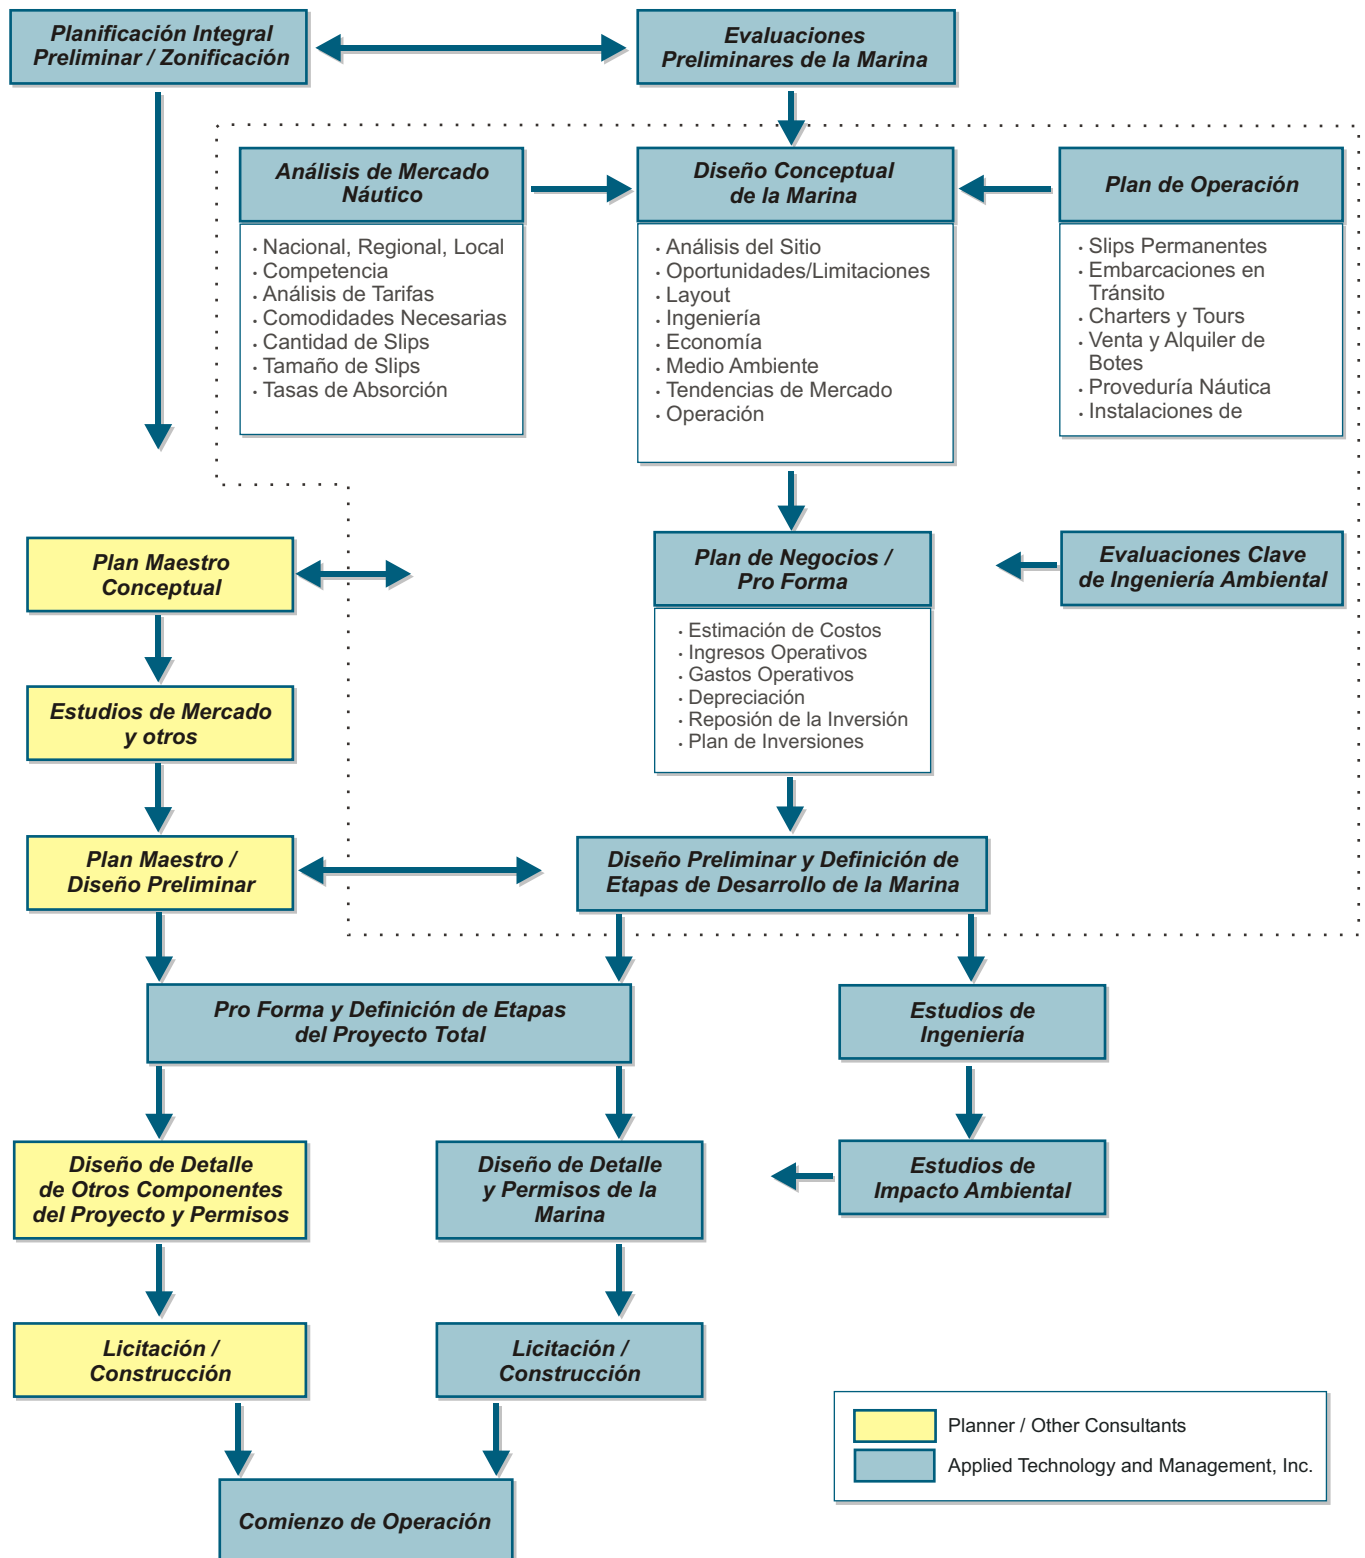 Planificación Integral
Preliminar / Zonificación
Evaluaciones
Preliminares de la Marina
Análisis de Mercado
Náutico
· Nacional, Regional, Local
· Competencia
· Análisis de Tarifas
· Comodidades Necesarias
· Cantidad de Slips
· Tamaño de Slips
· Tasas de Absorción
Diseño Conceptual
de la Marina
· Análisis del Sitio
· Oportunidades/Limitaciones
· Layout
· Ingeniería
· Economía
· Medio Ambiente
· Tendencias de Mercado
· Operación
Plan de Operación
· Slips Permanentes
· Embarcaciones en
Tránsito
· Charters y Tours
· Venta y Alquiler de
Botes
· Proveduría Náutica
· Instalaciones de
Plan Maestro
Conceptual
Plan de Negocios /
Pro Forma
· Estimación de Costos
· Ingresos Operativos
· Gastos Operativos
· Depreciación
· Reposión de la Inversión
· Plan de Inversiones
Evaluaciones Clave
de Ingeniería Ambiental
Estudios de Mercado
y otros
Plan Maestro /
Diseño Preliminar
Diseño Preliminar y Definición de
Etapas de Desarrollo de la Marina
Pro Forma y Definición de Etapas
del Proyecto Total
Estudios de
Ingeniería
Diseño de Detalle
de Otros Componentes
del Proyecto y Permisos
Diseño de Detalle
y Permisos de la
Marina
Estudios de
Impacto Ambiental
Licitación /
Construcción
Licitación /
Construcción
Planner / Other Consultants
Applied Technology and Management, Inc.
Comienzo de Operación